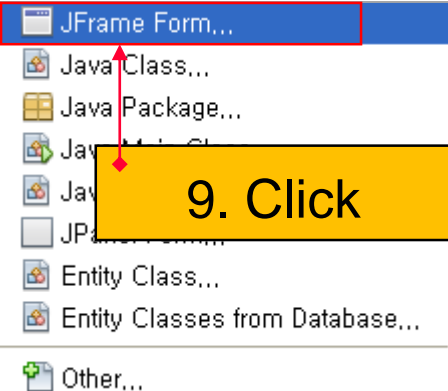 JFrame Form,,,
Java Class,,,
Java Package,,,
9. Click
Entity Class,,,
Entity Classes from Database,,,
Other,,,